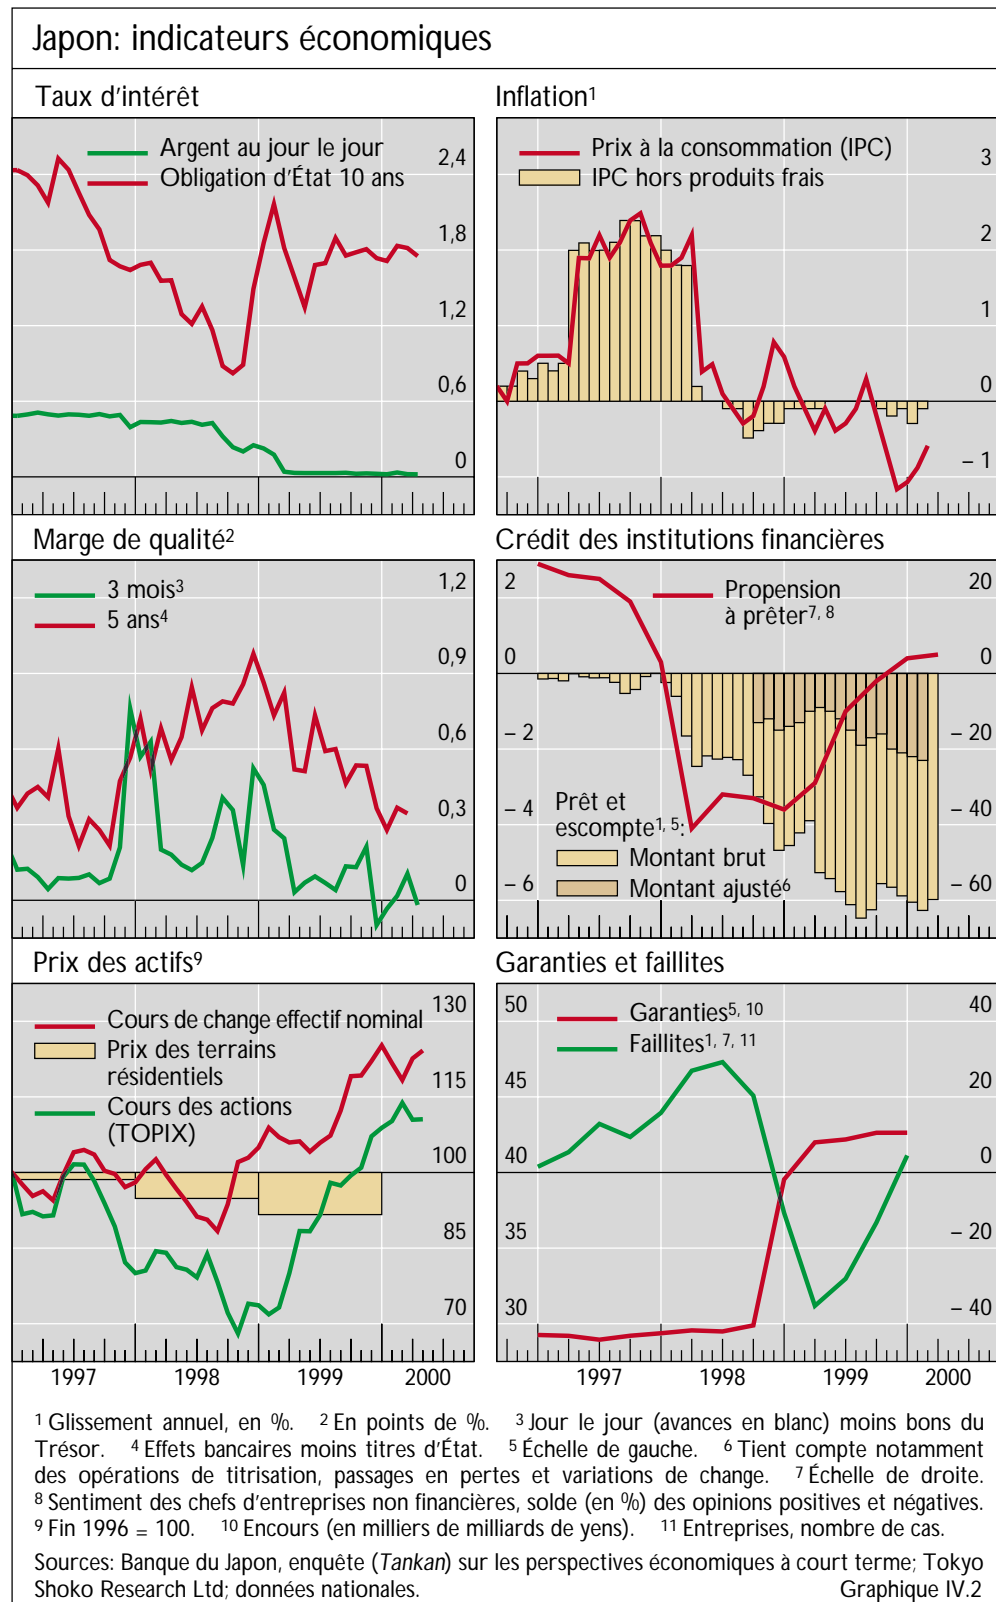 Japon: indicateurs économiques
Taux d'intérêt
Argent au jour le jour
Obligation d'État 10 ans
2,4
1,8
1,2
0,6
0
Inflation1
Prix à la consommation (IPC)
IPC hors produits frais
3
2
1
0
– 1
Marge de qualité2
3 mois3
5 ans4
1,2
0,9
0,6
0,3
0
Crédit des institutions financières
Propension
à prêter7, 8
2
0
– 2
– 4
– 6
20
0
– 20
– 40
– 60
Prêt et
escompte1, 5:
Montant brut
Montant ajusté6
Prix des actifs9
Cours de change effectif nominal
Prix des terrains
résidentiels
Cours des actions
(TOPIX)
130
115
100
85
70
1997 1998 1999 2000
Garanties et faillites
Garanties5, 10
Faillites1, 7, 11
50
45
40
35
30
40
20
0
– 20
– 40
1997 1998 1999 2000
1 Glissement annuel, en %. 2 En points de %. 3 Jour le jour (avances en blanc) moins bons du
Trésor. 4 Effets bancaires moins titres d'État. 5 Échelle de gauche. 6 Tient compte notamment
des opérations de titrisation, passages en pertes et variations de change. 7 Échelle de droite.
8 Sentiment des chefs d'entreprises non financières, solde (en %) des opinions positives et négatives.
9 Fin 1996 = 100. 10 Encours (en milliers de milliards de yens). 11 Entreprises, nombre de cas.
Sources: Banque du Japon, enquête (Tankan) sur les perspectives économiques à court terme; Tokyo
Shoko Research Ltd; données nationales. Graphique IV.2